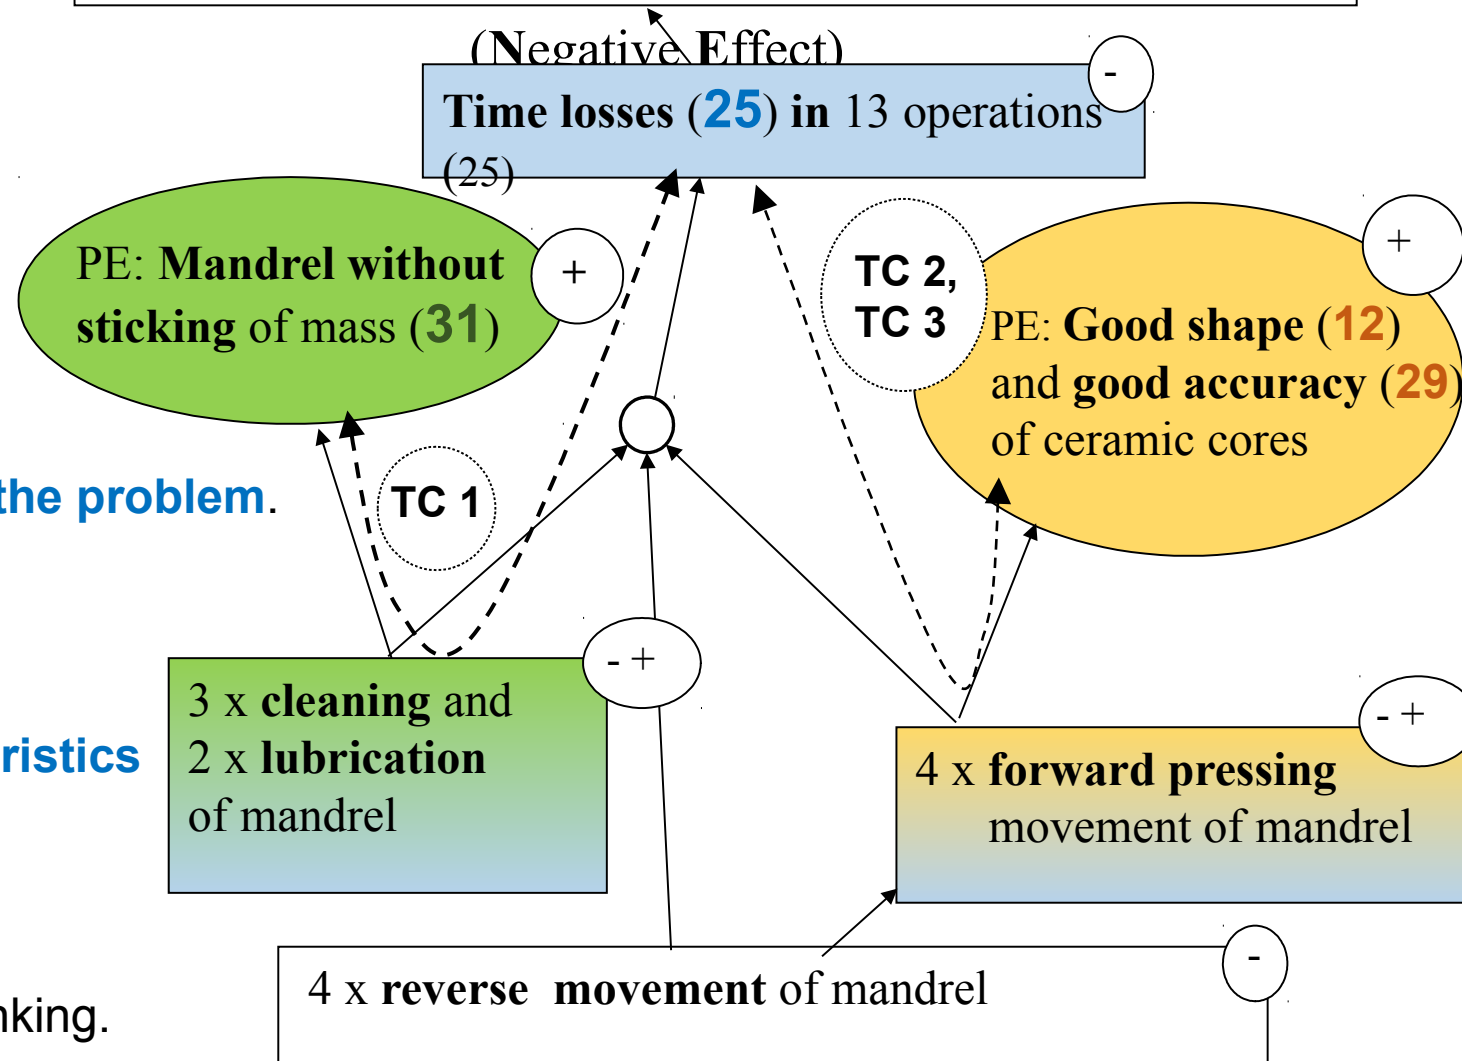 (Negative Effect)
-
Time losses (25) in 13 operations
(25)
PE: Mandrel without
sticking of mass (31)
+
TC 2,
TC 3
+
PE: Good shape (12)
and good accuracy (29)
of ceramic cores
the problem.
TC 1
- +
3 x cleaning and
2 x lubrication
of mandrel
ristics
- +
4 x forward pressing
movement of mandrel
-
4 x reverse movement of mandrel
nking.